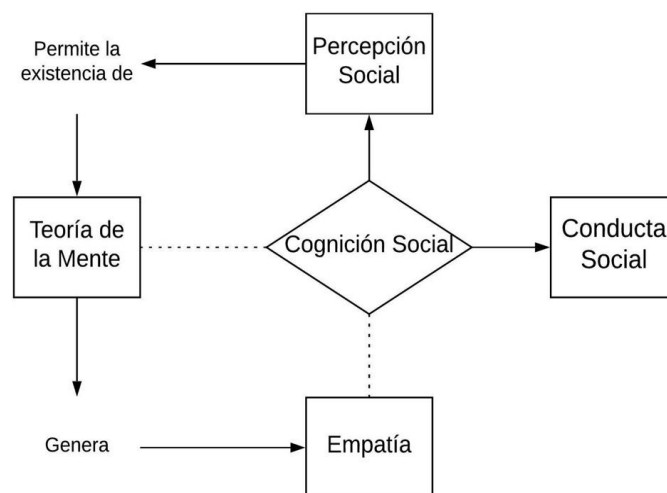 Permite la
existencia de
Percepción
Social
Teoría de
la Mente
Cognición Social
Conducta
Social
Genera
Empatía